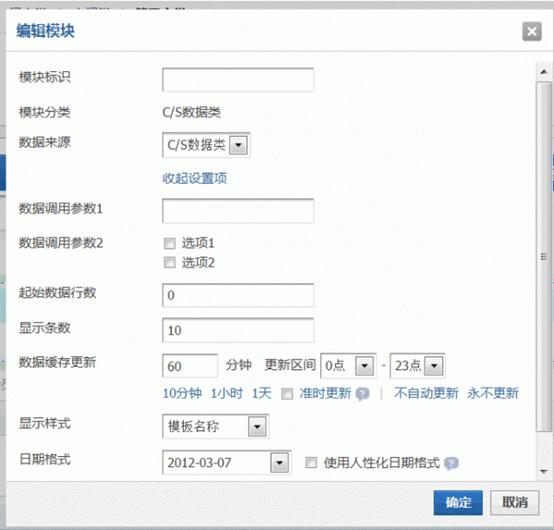 编辑模块
模块标识
模块分类 C/S数据类
数据来源 C/S数据类
收起设置项
数据调用参数1
数据调用参数2 选项1
选项2
起始数据行数 0
显示条数 10
数据缓存更新 60 分钟 更新区间 0点 - 23点
10分钟 1小时 1天 准时更新 ? | 不自动更新 永不更新
显示样式 模板名称
日期格式 2012-03-07 使用人性化日期格式 ?
确定 取消